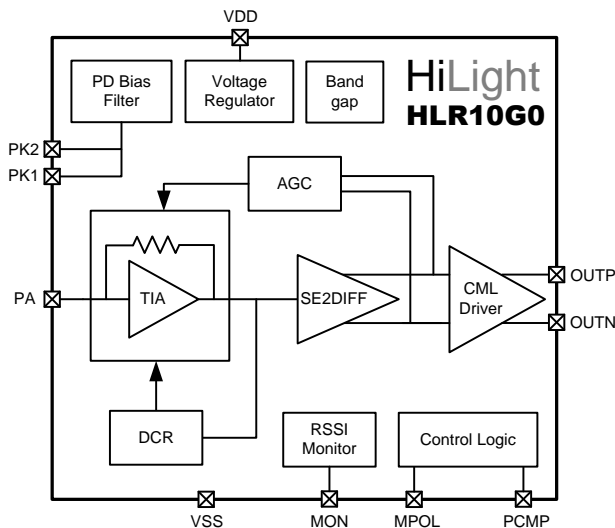 VDD
PD Bias
Filter
Voltage
Regulator
Band
gap
HiLight
HLR10G0
PK2
PK1
AGC
PA
TIA
SE2DIFF
CML
Driver
OUTP
OUTN
DCR
RSSI
Monitor
Control Logic
VSS
MON
MPOL
PCMP